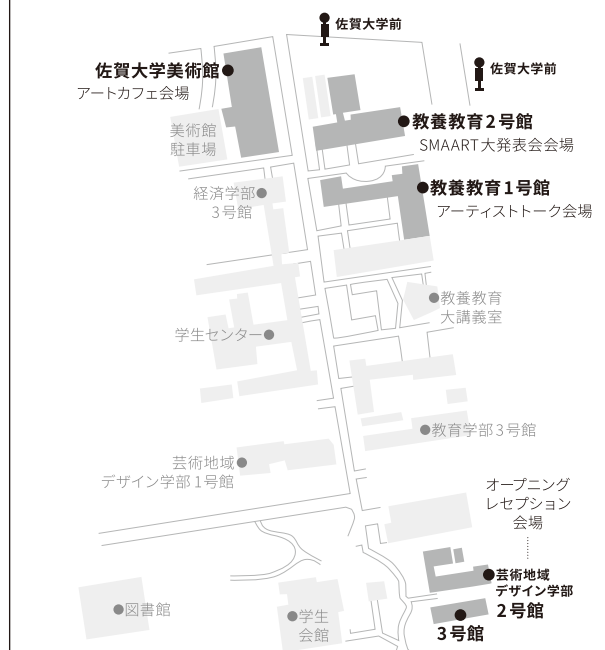 佐賀大学前
佐賀大学前
佐賀大学美術館
アートカフェ会場
美術館
駐車場
教養教育2号館
SMAART大発表会会場
経済学部
3号館
教養教育1号館
アーティストトーク会場
教養教育
大講義室
学生センター
教育学部3号館
芸術地域
デザイン学部1号館
オープニング
レセプション
会場
芸術地域
デザイン学部
2号館
3号館
図書館
学生
会館